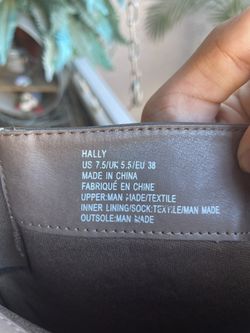 HALLY
US 7.5/UK 5.5/EU 38
MADE IN CHINA
FABRIQUÉ EN CHINE
UPPER:MAN MADE/TEXTILE
INNER LINING/SOCK:TEXTILE/MAN MADE
OUTSOLE:MAN MADE